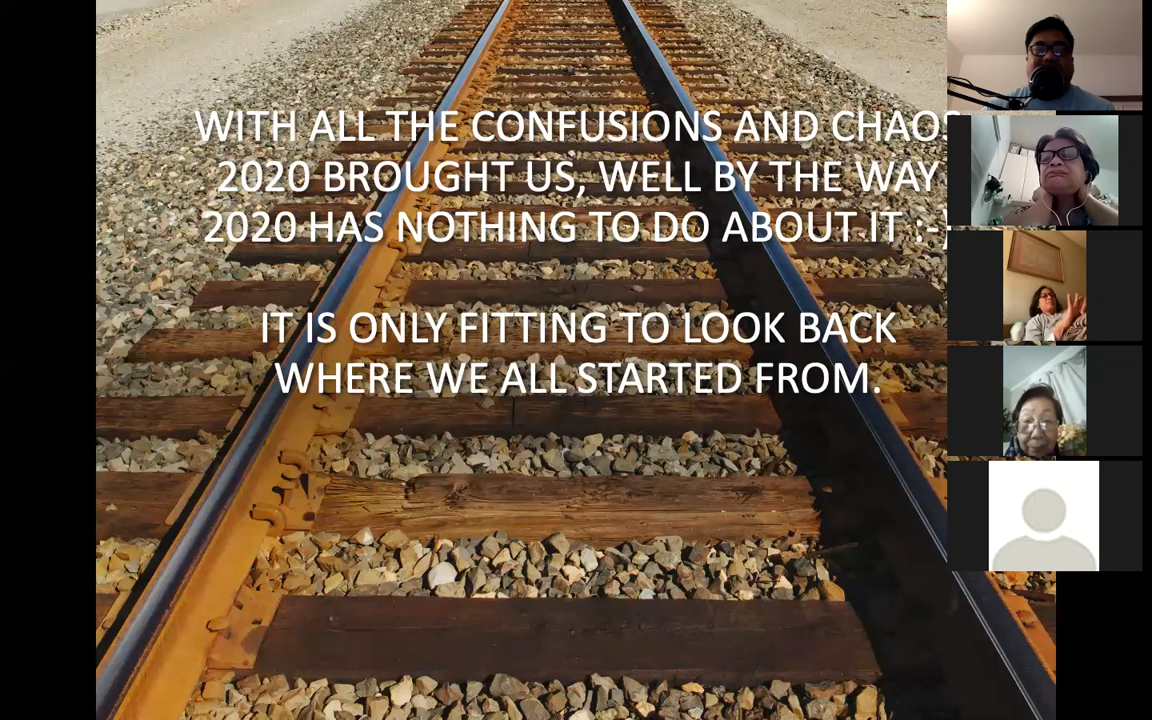 WITH ALL THE CONFUSIONS AND CHAOS
2020 BROUGHT US, WELL BY THE WAY
2020 HAS NOTHING TO DO ABOUT IT :-)
IT IS ONLY FITTING TO LOOK BACK
WHERE WE ALL STARTED FROM.